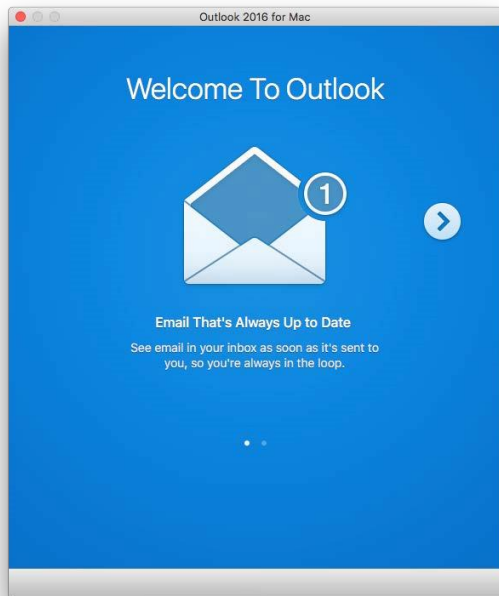 Outlook 2016 for Mac
Welcome To Outlook
1
Email That's Always Up to Date
See email in your inbox as soon as it's sent to
you, so you're always in the loop.